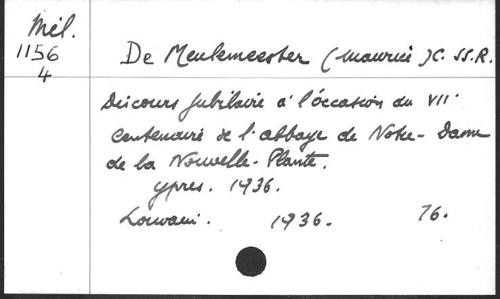 Mél.
1156
4
De Meulemeester (Maurice) C. SS. R.
Discours Jubilaire à l'occasion du VIIe
Centenaire de l'abbaye de Notre-Dame
de la Nouvelle-Plante.
Ypres. 1936.
Louvain. 1936. 76.